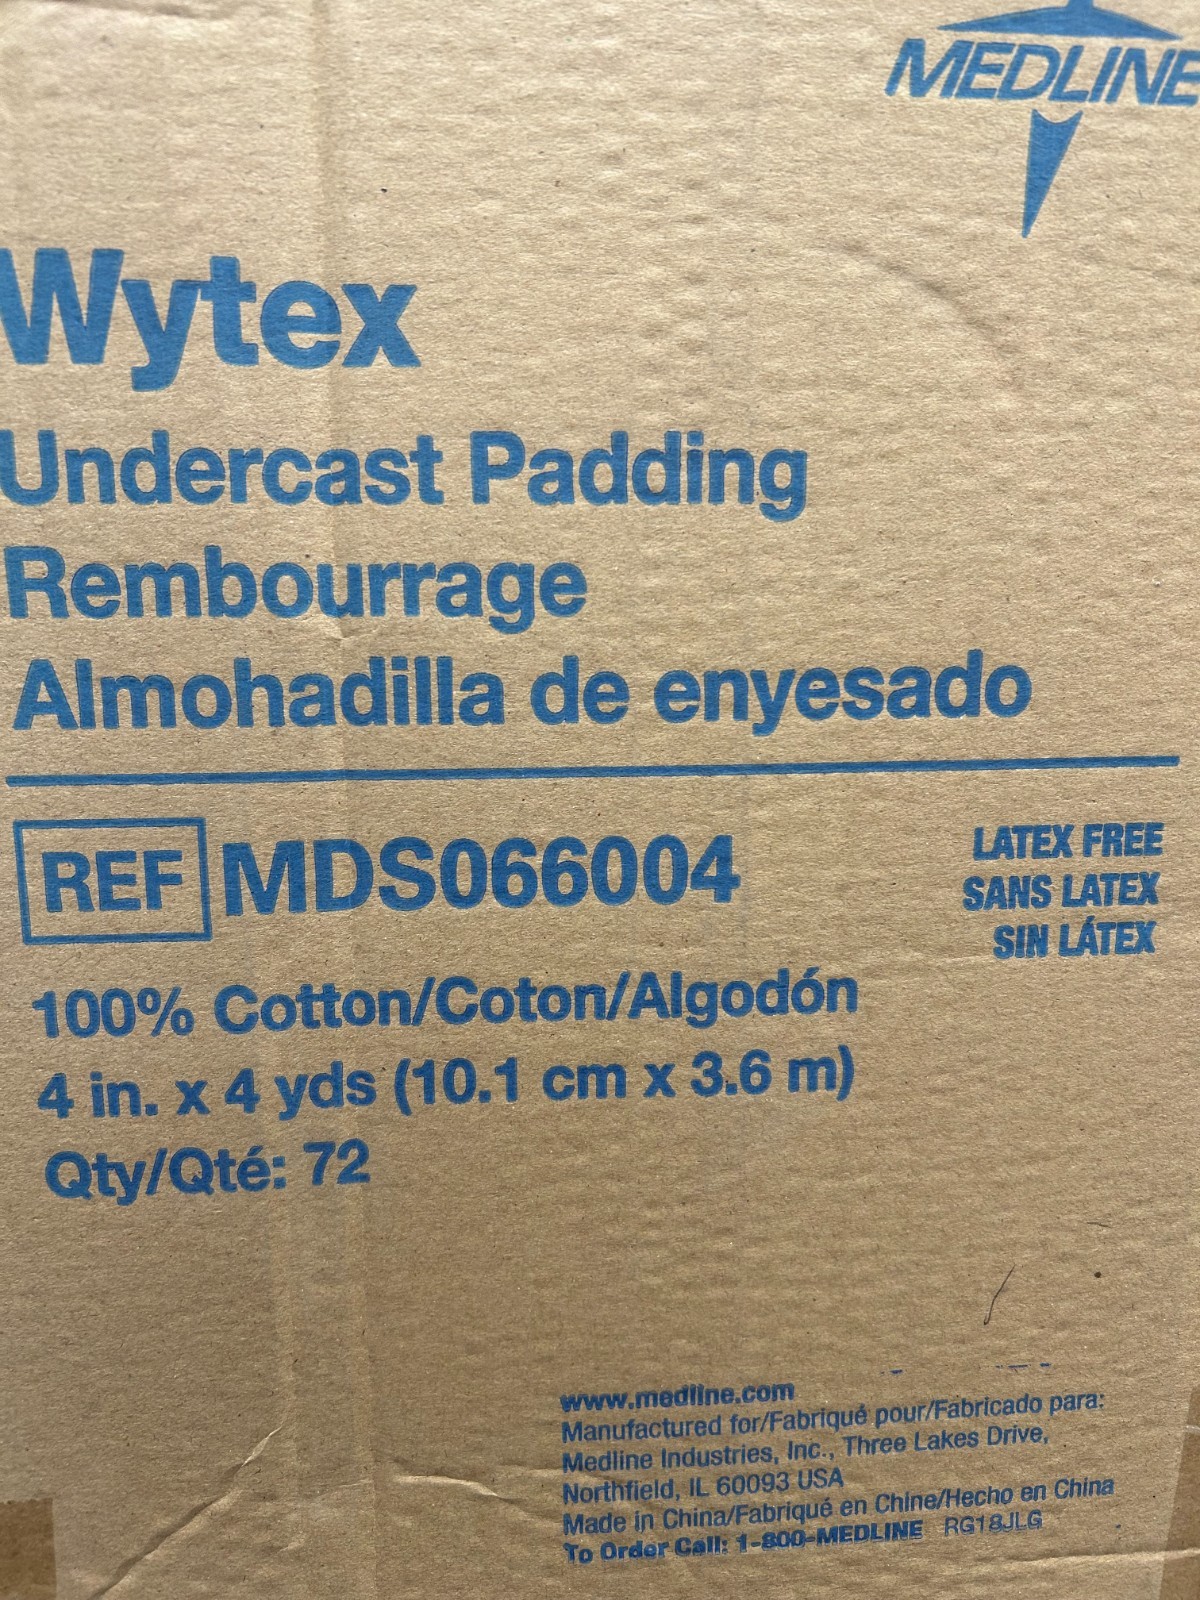 MEDLINE
Wytex
Undercast Padding
Rembourrage
Almohadilla de enyesado
REF MDS066004
LATEX FREE
SANS LATEX
SIN LÁTEX
100% Cotton/Coton/Algodón
4 in. x 4 yds (10.1 cm x 3.6 m)
Qty/Qté: 72
www.medline.com
Manufactured for/Fabriqué pour/Fabricado para:
Medline Industries, Inc., Three Lakes Drive,
Northfield, IL 60093 USA
Made in China/Fabriqué en Chine/Hecho en China
To Order Call: 1-800-MEDLINE RG18JLG